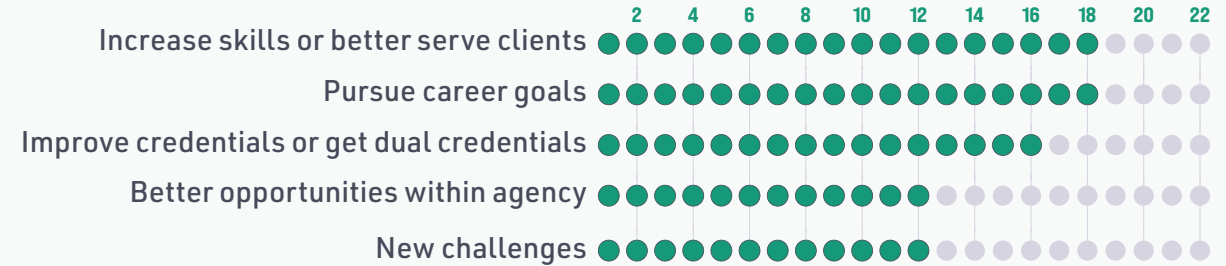 2 4 6 8 10 12 14 16 18 20 22
Increase skills or better serve clients
Pursue career goals
Improve credentials or get dual credentials
Better opportunities within agency
New challenges